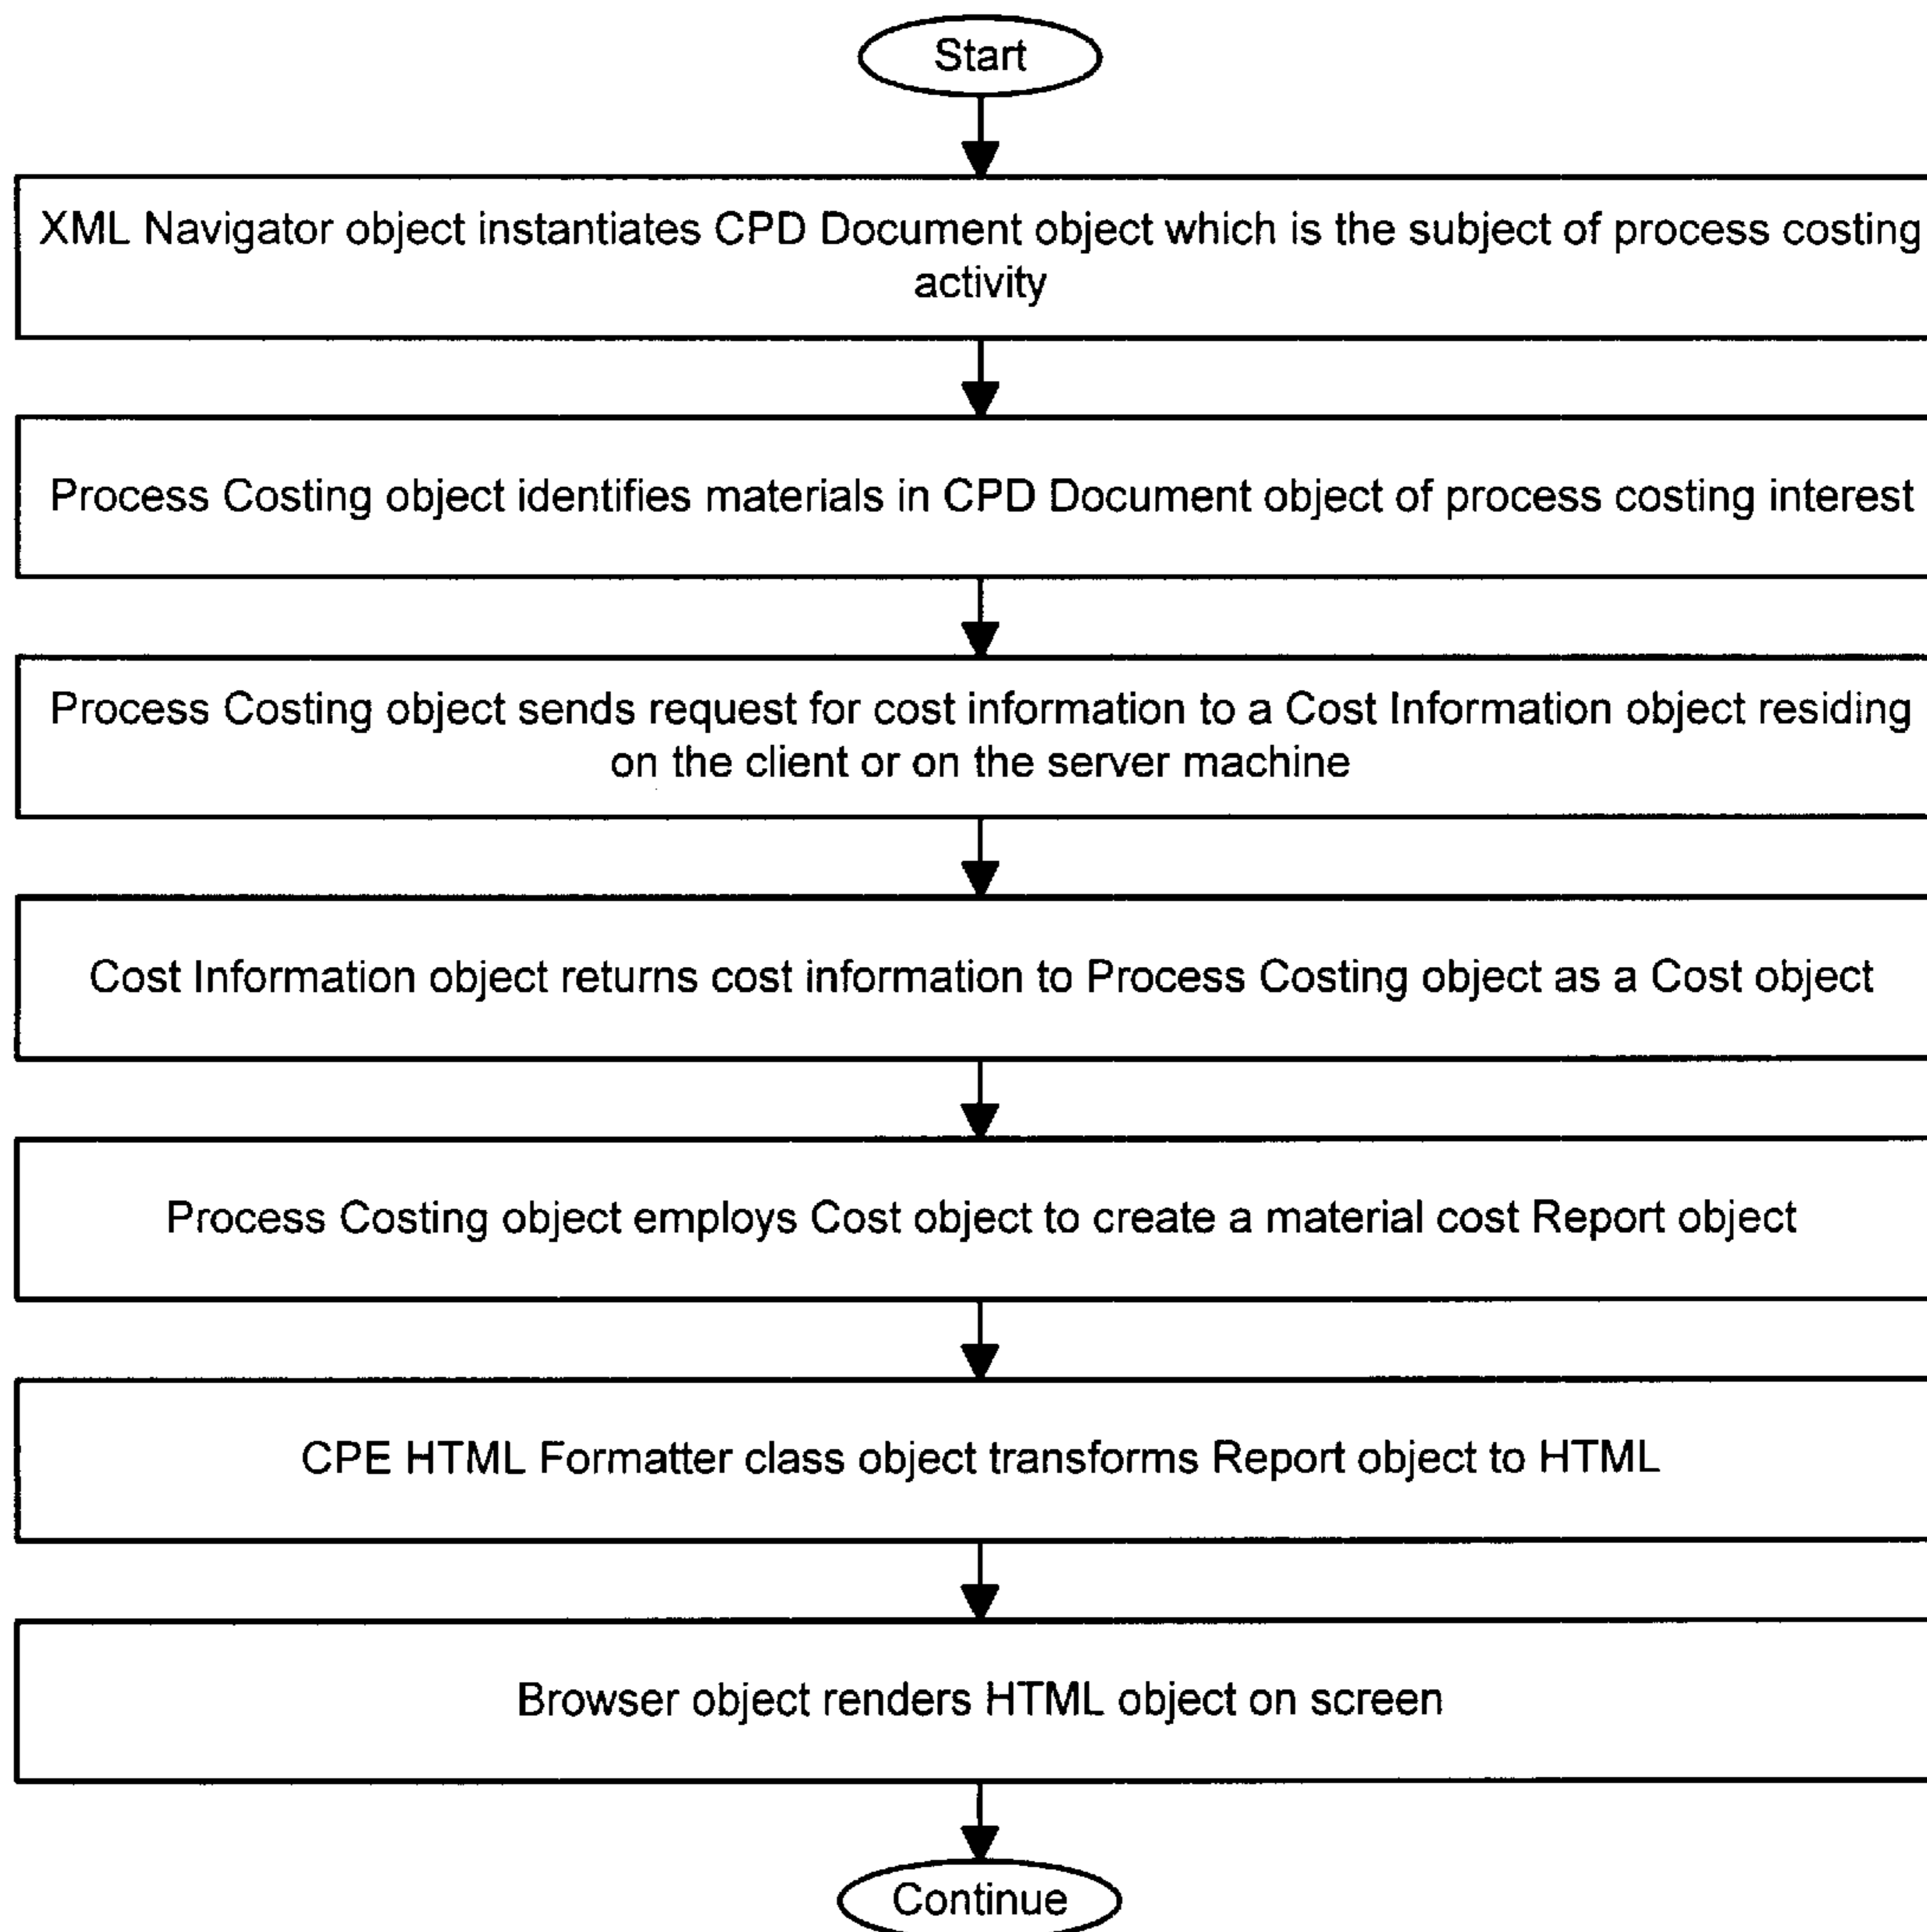 Start
XML Navigator object instantiates CPD Document object which is the subject of process costing
activity
Process Costing object identifies materials in CPD Document object of process costing interest
Process Costing object sends request for cost information to a Cost Information object residing
on the client or on the server machine
Cost Information object returns cost information to Process Costing object as a Cost object
Process Costing object employs Cost object to create a material cost Report object
CPE HTML Formatter class object transforms Report object to HTML
Browser object renders HTML object on screen
Continue